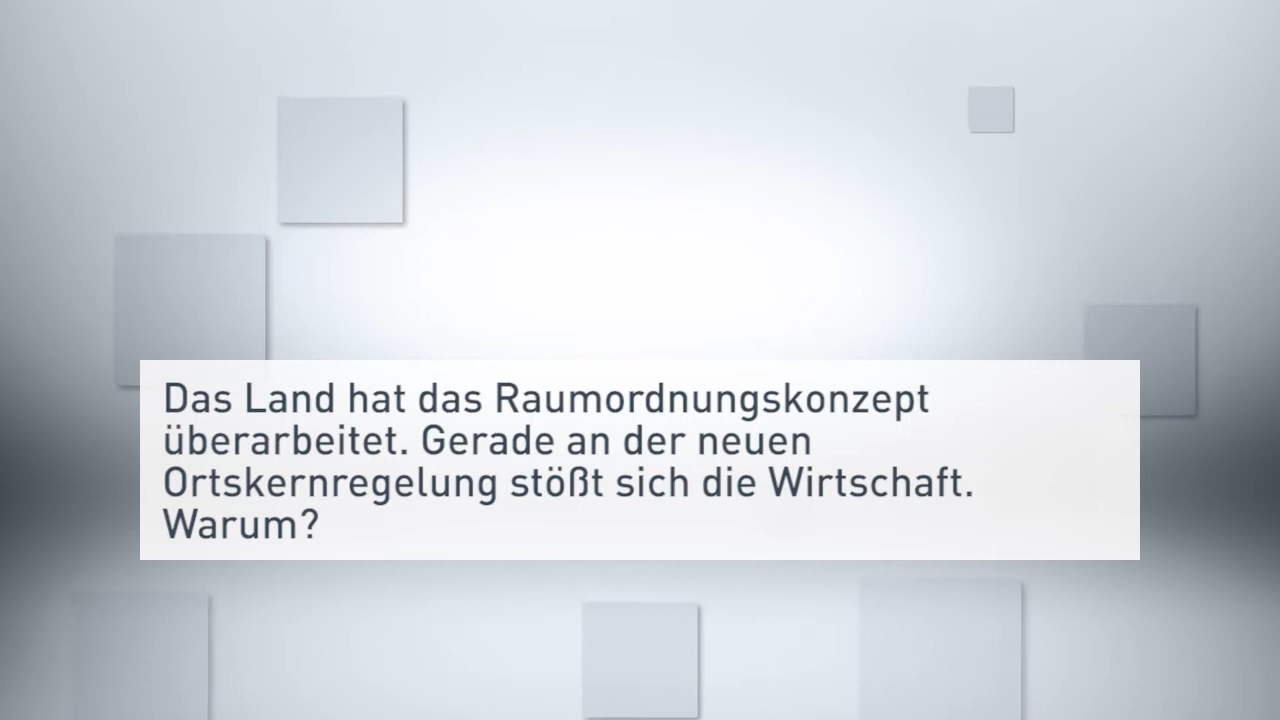 Das Land hat das Raumordnungskonzept
überarbeitet. Gerade an der neuen
Ortskernregelung stößt sich die Wirtschaft.
Warum?